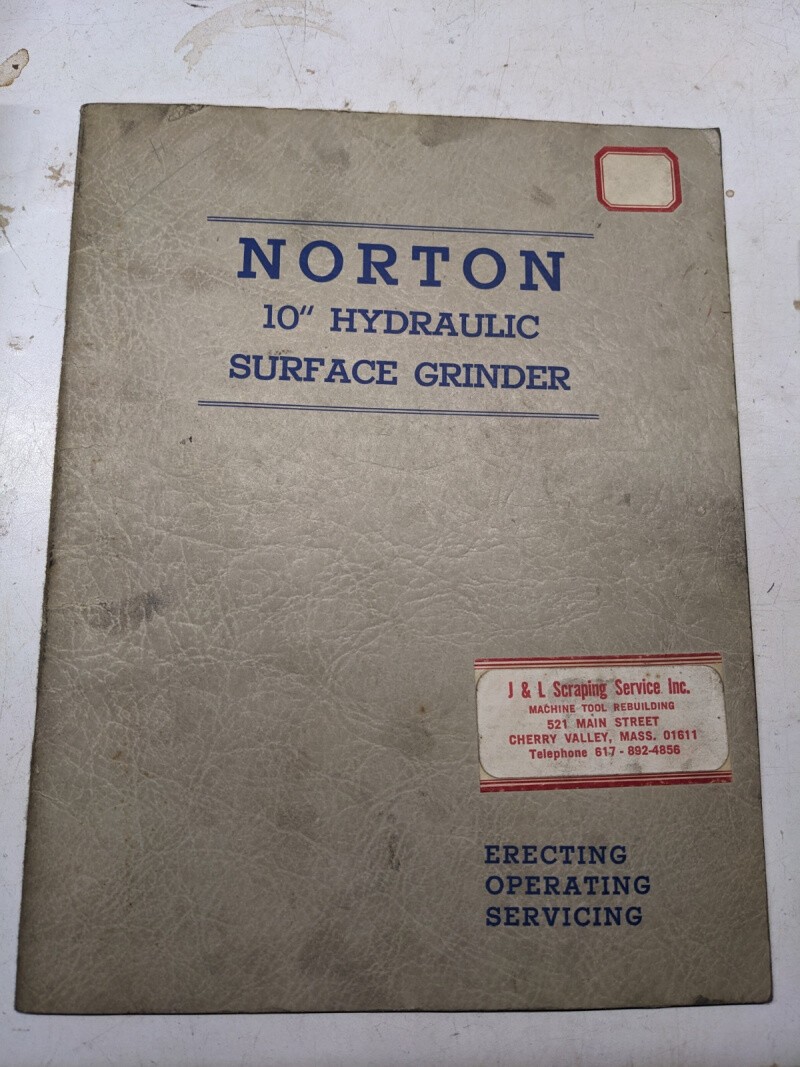 NORTON
10" HYDRAULIC
SURFACE GRINDER
J & L Scraping Service Inc.
MACHINE TOOL REBUILDING
521 MAIN STREET
CHERRY VALLEY, MASS. 01611
Telephone 617 - 892-4856
ERECTING
OPERATING
SERVICING